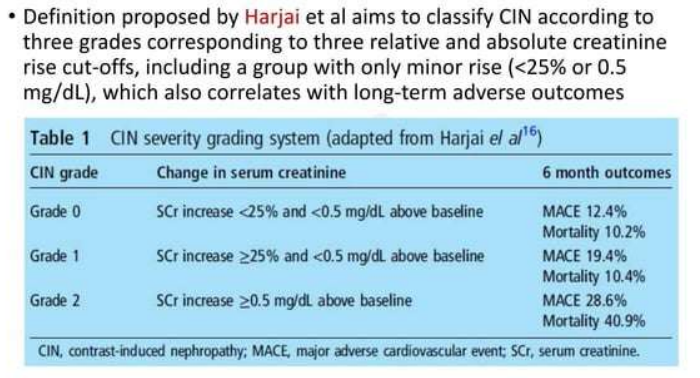 • Definition proposed by Harjai et al aims to classify CIN according to
three grades corresponding to three relative and absolute creatinine
rise cut-offs, including a group with only minor rise (<25% or 0.5
mg/dL), which also correlates with long-term adverse outcomes
Table 1 CIN severity grading system (adapted from Harjai el al16)
CIN grade Change in serum creatinine 6 month outcomes
Grade 0 SCr increase <25% and <0.5 mg/dL above baseline MACE 12.4%
Mortality 10.2%
Grade 1 SCr increase ≥25% and <0.5 mg/dL above baseline MACE 19.4%
Mortality 10.4%
Grade 2 SCr increase ≥0.5 mg/dL above baseline MACE 28.6%
Mortality 40.9%
CIN, contrast-induced nephropathy; MACE, major adverse cardiovascular event; SCr, serum creatinine.